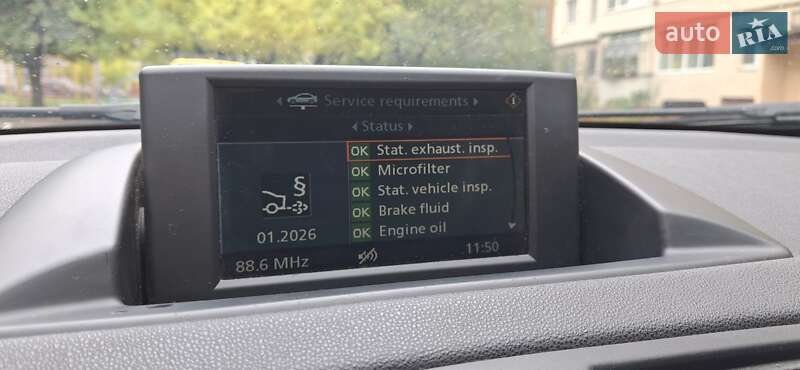 auto RIA .com
Service requirements
Status
OK Stat. exhaust. insp.
OK Microfilter
OK Stat. vehicle insp.
OK Brake fluid
OK Engine oil
§
01.2026
88.6 MHz
11:50